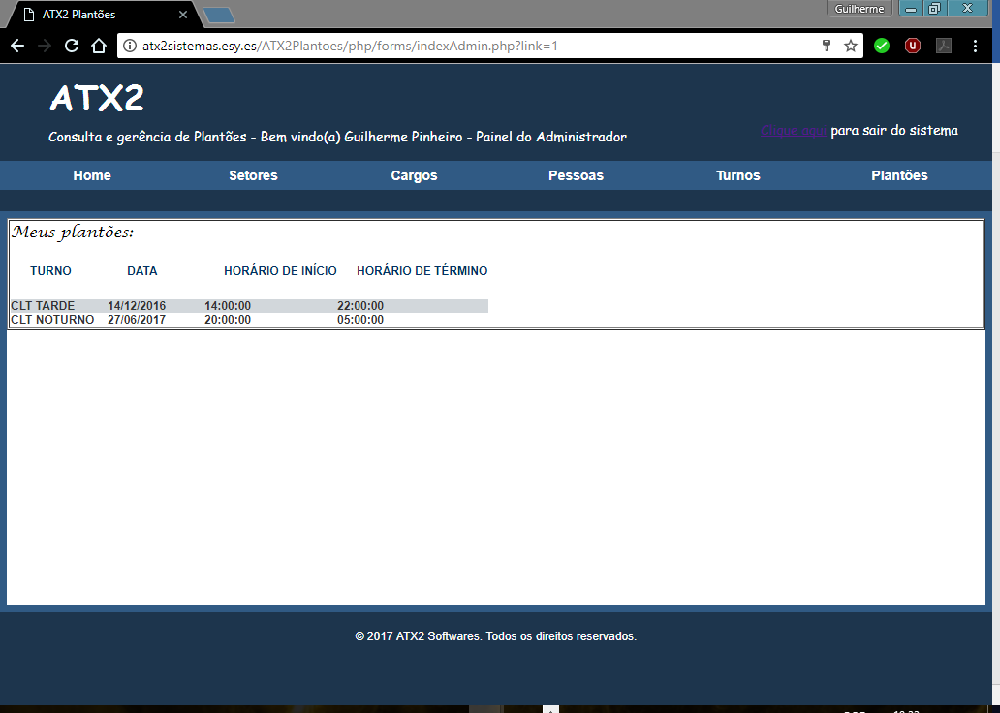 ATX2 Plantões
Guilherme
atx2sistemas.esy.es/ATX2Plantoes/php/forms/indexAdmin.php?link=1
ATX2
Consulta e gerência de Plantões - Bem vindo(a) Guilherme Pinheiro - Painel do Administrador
Clique aqui para sair do sistema
Home Setores Cargos Pessoas Turnos Plantões
Meus plantões:
TURNO DATA HORÁRIO DE INÍCIO HORÁRIO DE TÉRMINO
CLT TARDE 14/12/2016 14:00:00 22:00:00
CLT NOTURNO 27/06/2017 20:00:00 05:00:00
© 2017 ATX2 Softwares. Todos os direitos reservados.